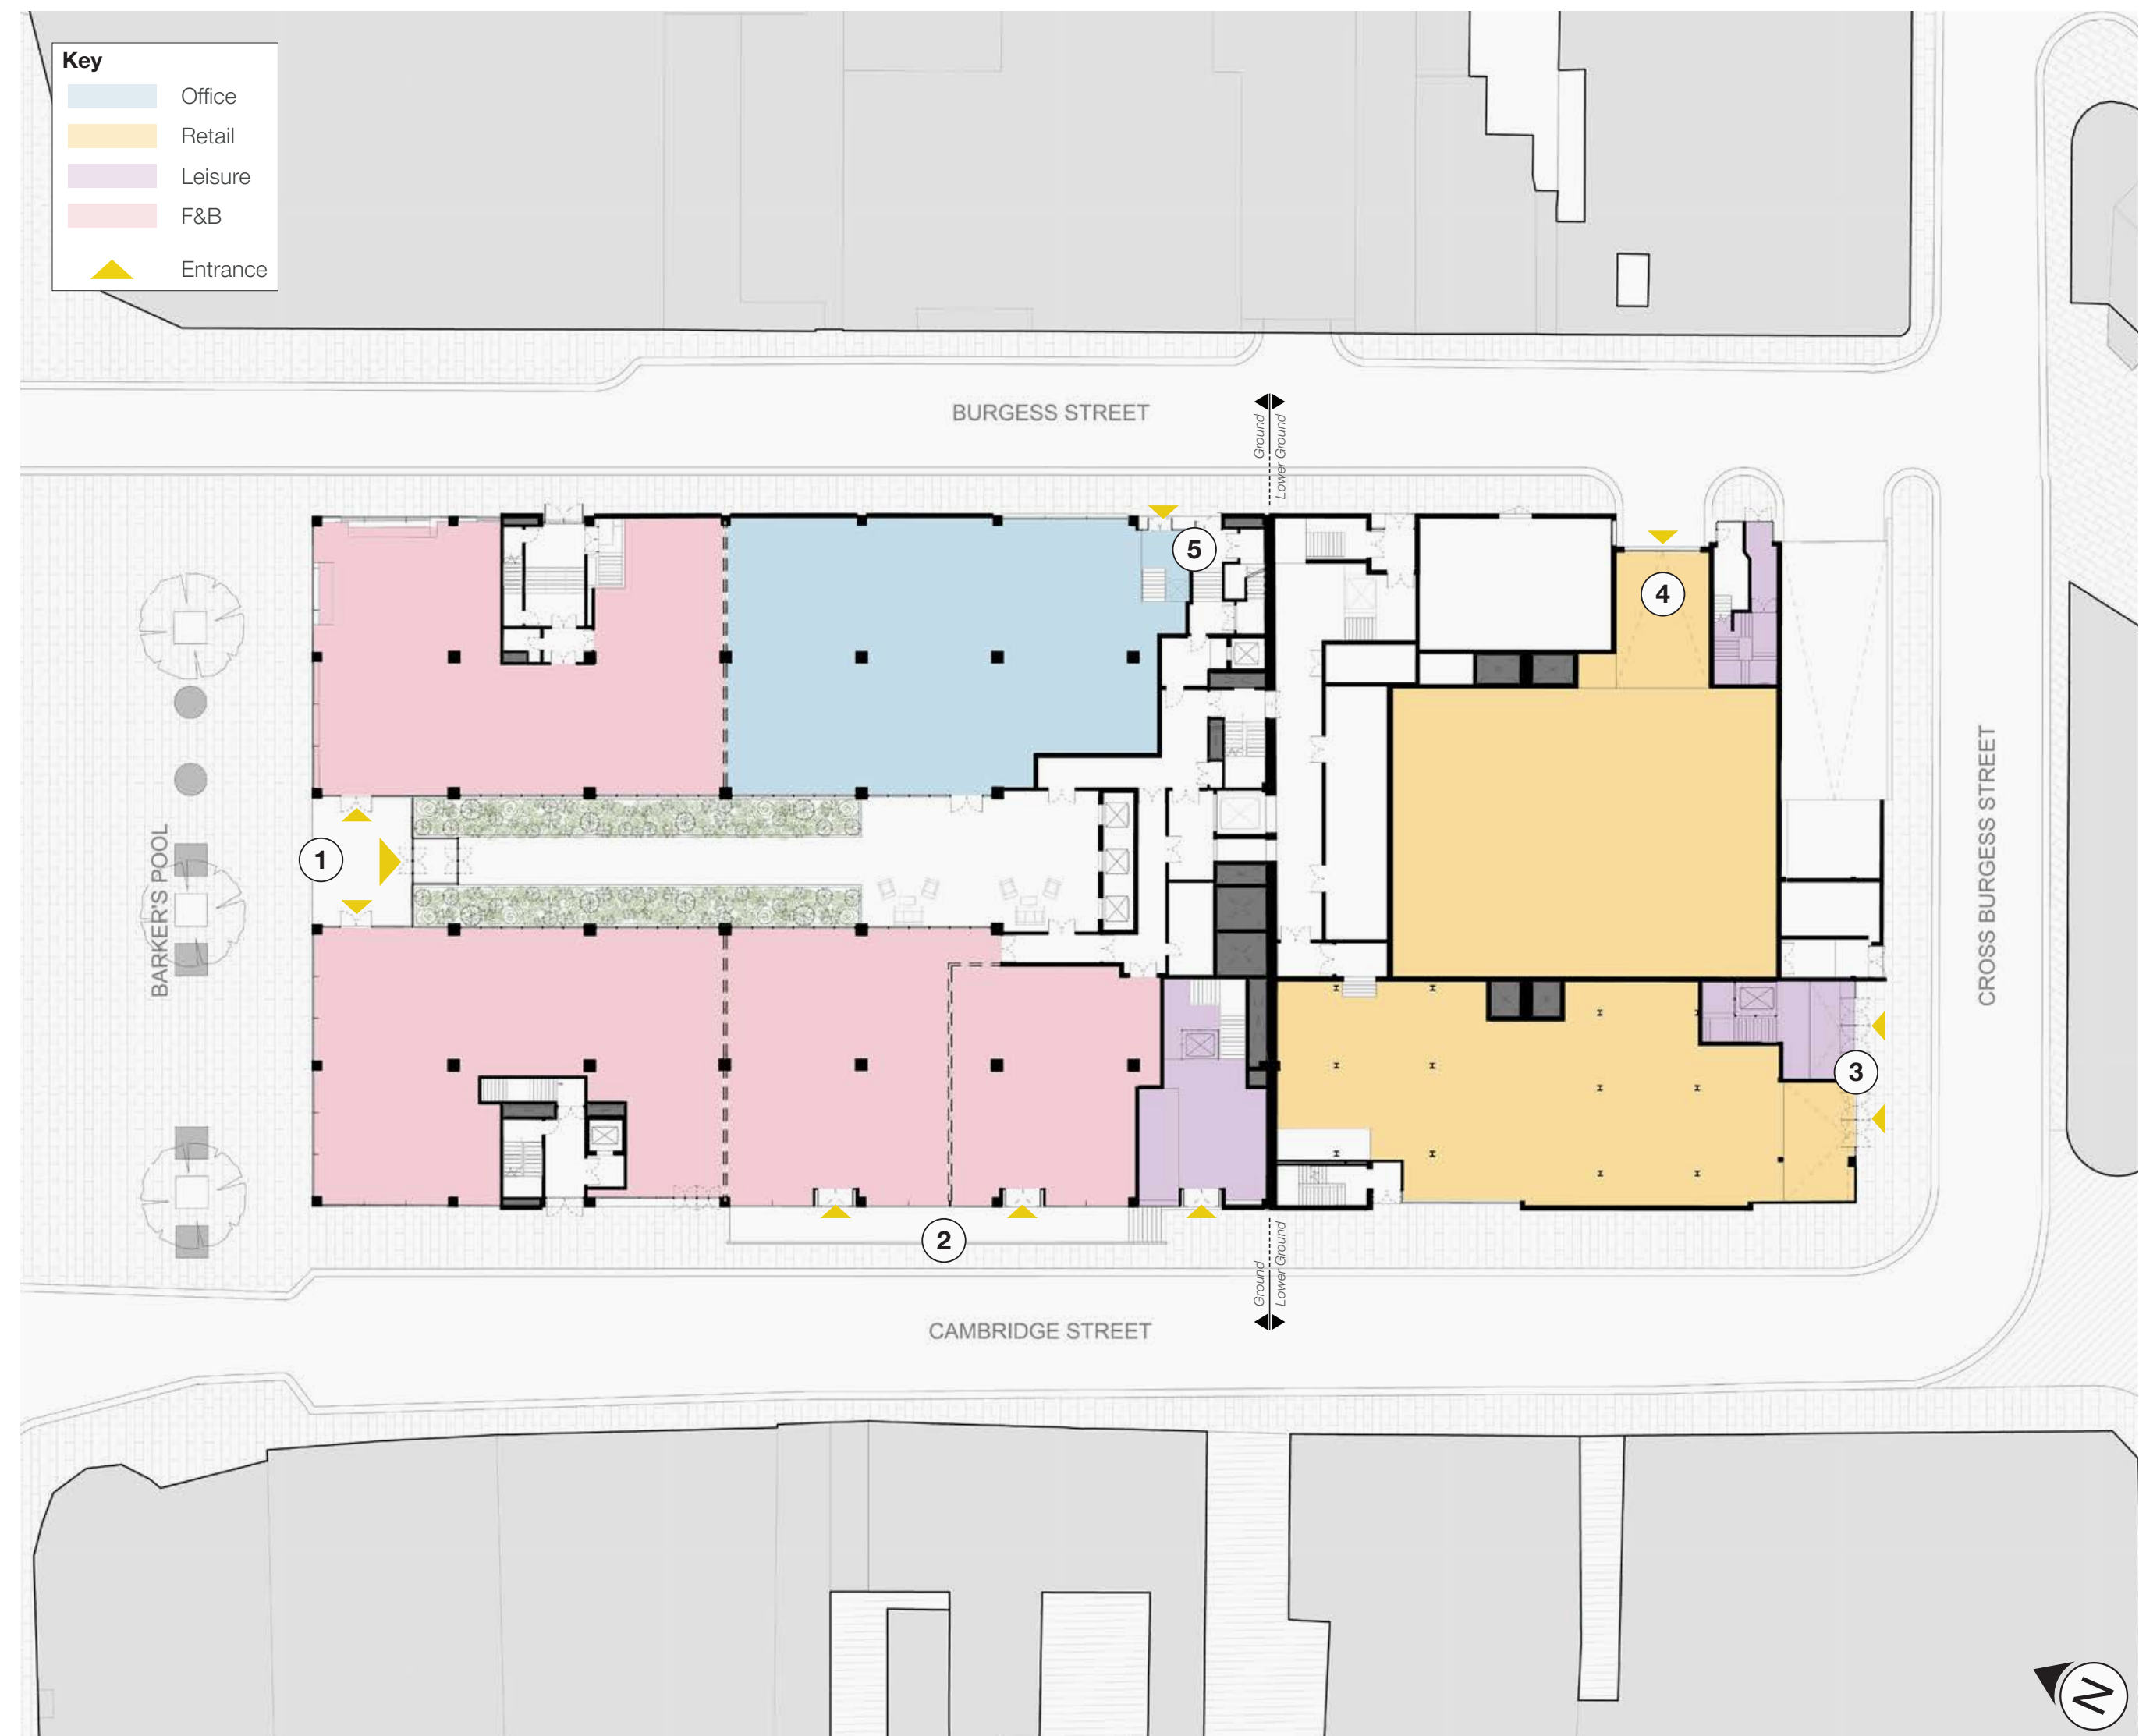 Key
Office
Retail
Leisure
F&B
Entrance
BURGESS STREET
Ground
Lower Ground
5
4
1
BARKER'S POOL
CROSS BURGESS STREET
3
2
Ground
Lower Ground
CAMBRIDGE STREET
N